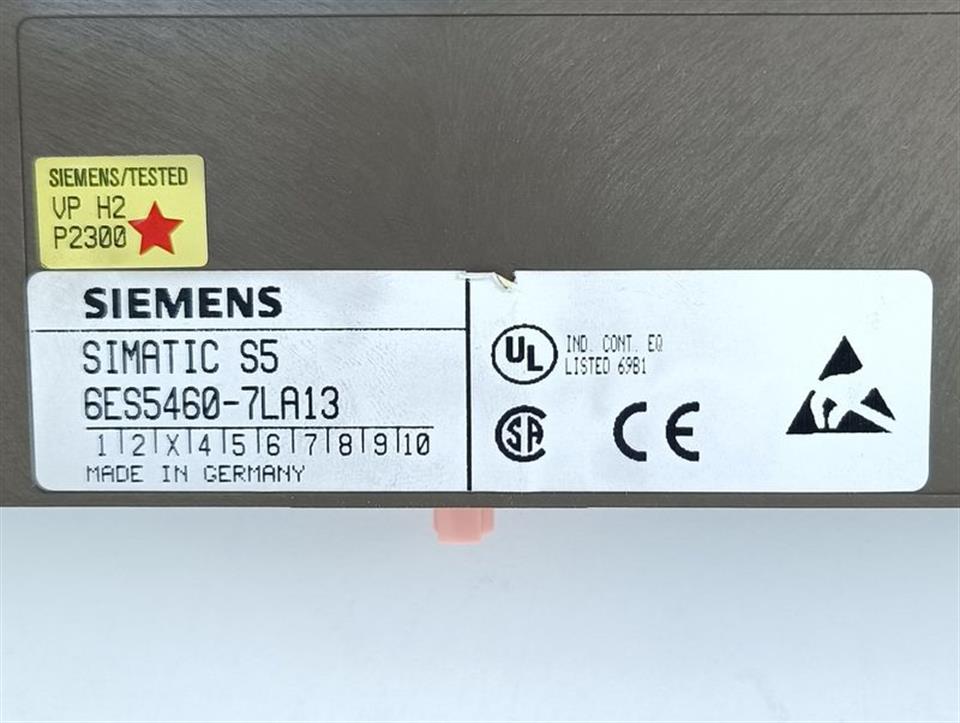 SIEMENS/TESTED
VP H2
P2300
SIEMENS
SIMATIC S5
6ES5460-7LA13
1|2|X|4|5|6|7|8|9|10
MADE IN GERMANY
UL
IND. CONT. EQ
LISTED 69B1
CSA
CE